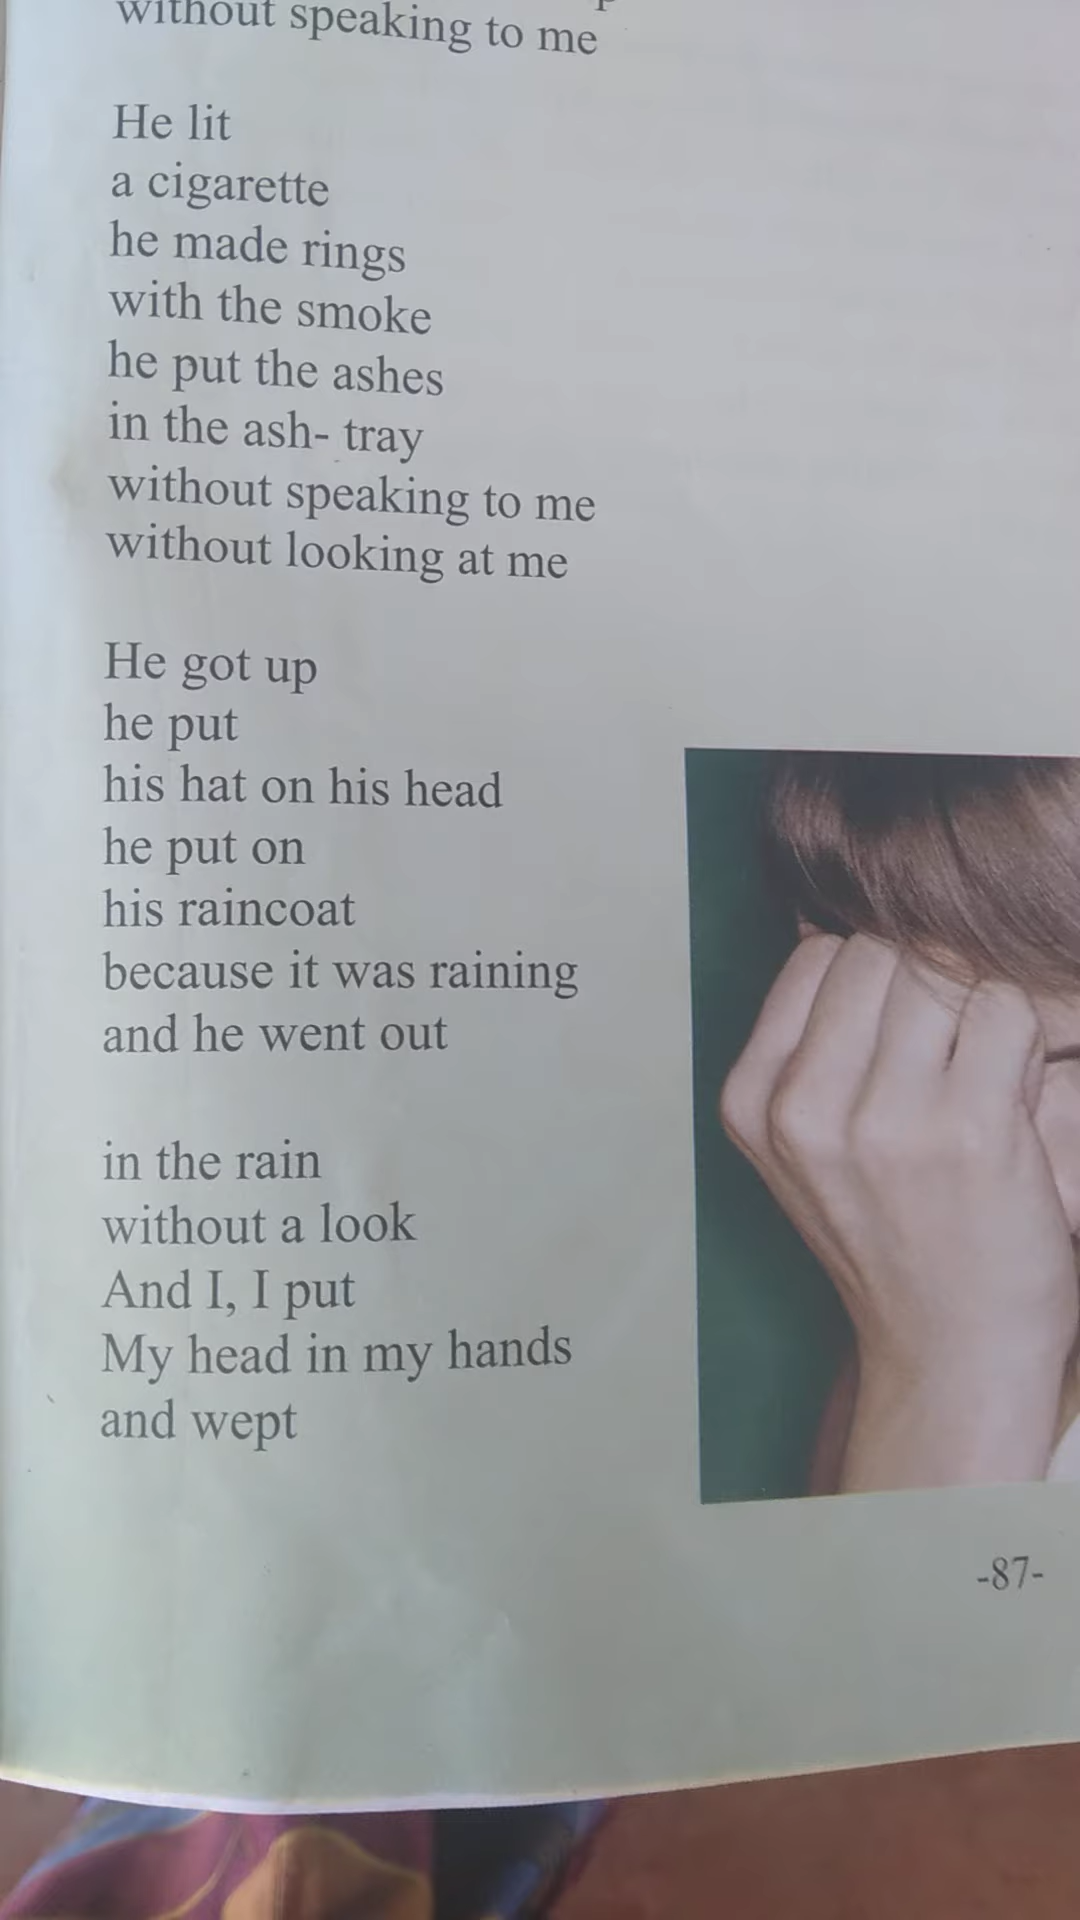 without speaking to me
He lit
a cigarette
he made rings
with the smoke
he put the ashes
in the ash- tray
without speaking to me
without looking at me
He got up
he put
his hat on his head
he put on
his raincoat
because it was raining
and he went out
in the rain
without a look
And I, I put
My head in my hands
and wept
-87-